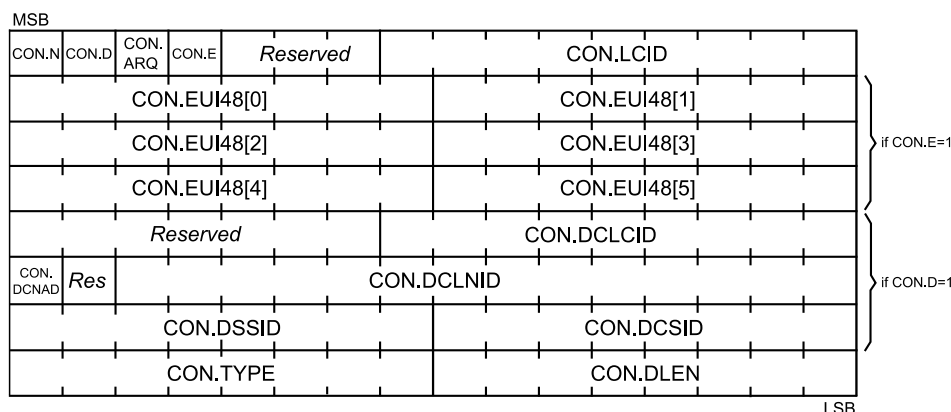 MSB
CON.N CON.D CON. ARQ CON.E Reserved CON.LCID
CON.EUI48[0] CON.EUI48[1]
CON.EUI48[2] CON.EUI48[3] if CON.E=1
CON.EUI48[4] CON.EUI48[5]
Reserved CON.DCLCID
CON. DCNAD Res CON.DCLNID if CON.D=1
CON.DSSID CON.DCSID
CON.TYPE CON.DLEN
LSB